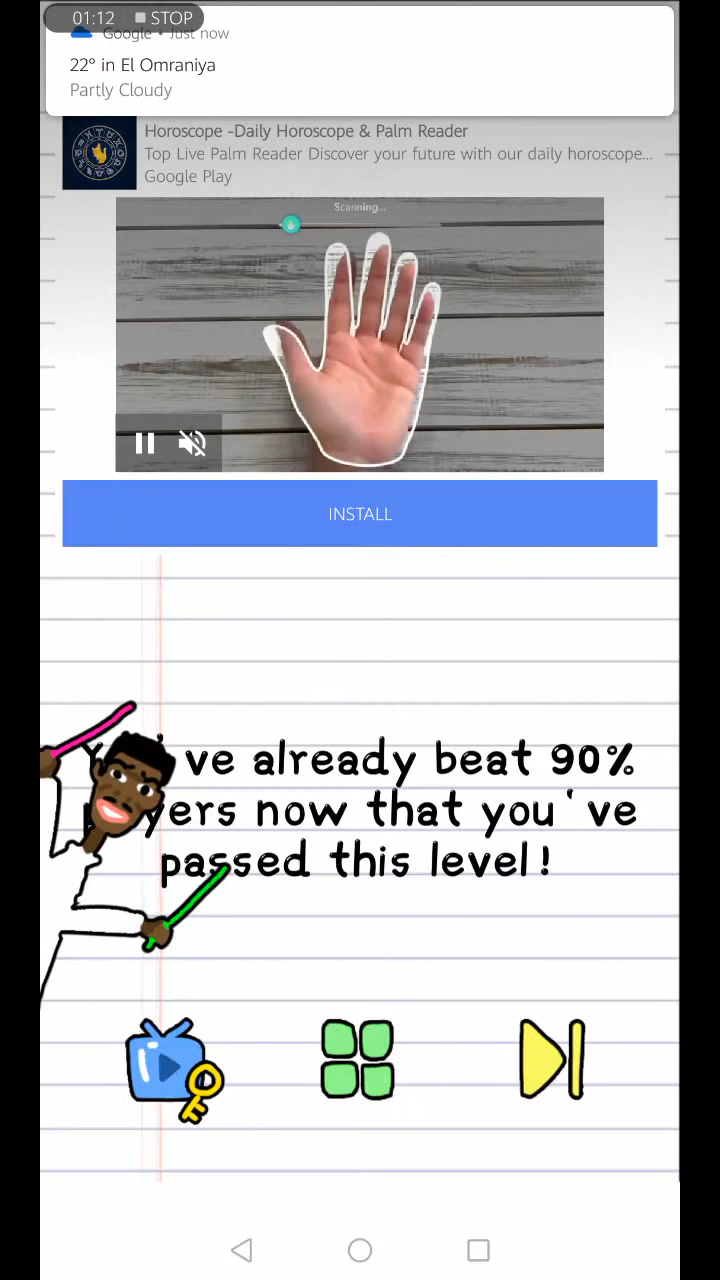 01:12 STOP
Google • Just now
22° in El Omraniya
Partly Cloudy
Horoscope -Daily Horoscope & Palm Reader
Top Live Palm Reader Discover your future with our daily horoscope...
Google Play
Scanning...
INSTALL
've already beat 90%
yers now that you've
passed this level!